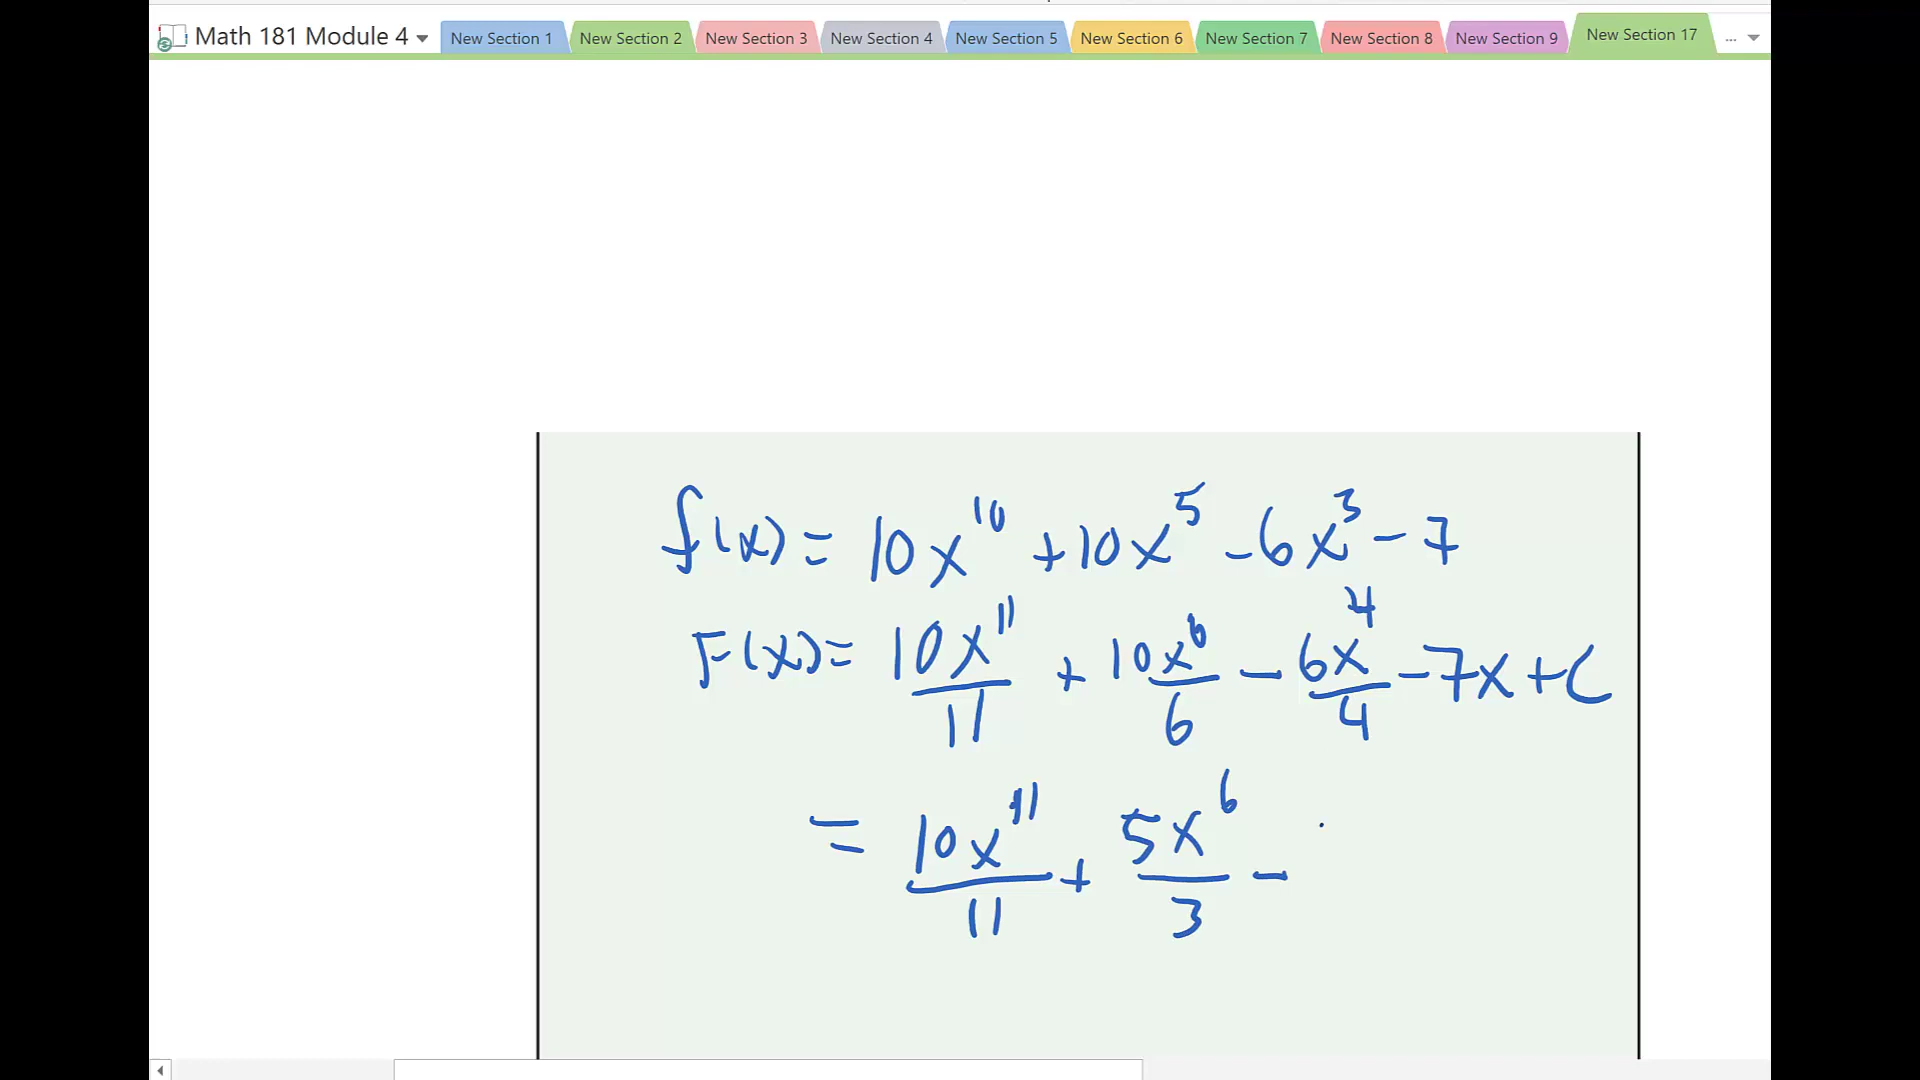 Math 181 Module 4 New Section 1 New Section 2 New Section 3 New Section 4 New Section 5 New Section 6 New Section 7 New Section 8 New Section 9 New Section 17 ...
f(x) = 10x^10 + 10x^5 - 6x^3 - 7
F(x) = 10x^11/11 + 10x^6/6 - 6x^4/4 - 7x + C
= 10x^11/11 + 5x^6/3 -